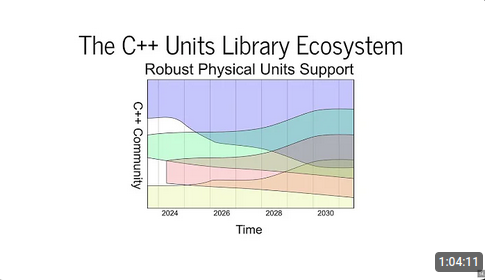 The C++ Units Library Ecosystem
Robust Physical Units Support
C++ Community
2024 2026 2028 2030
Time
1:04:11